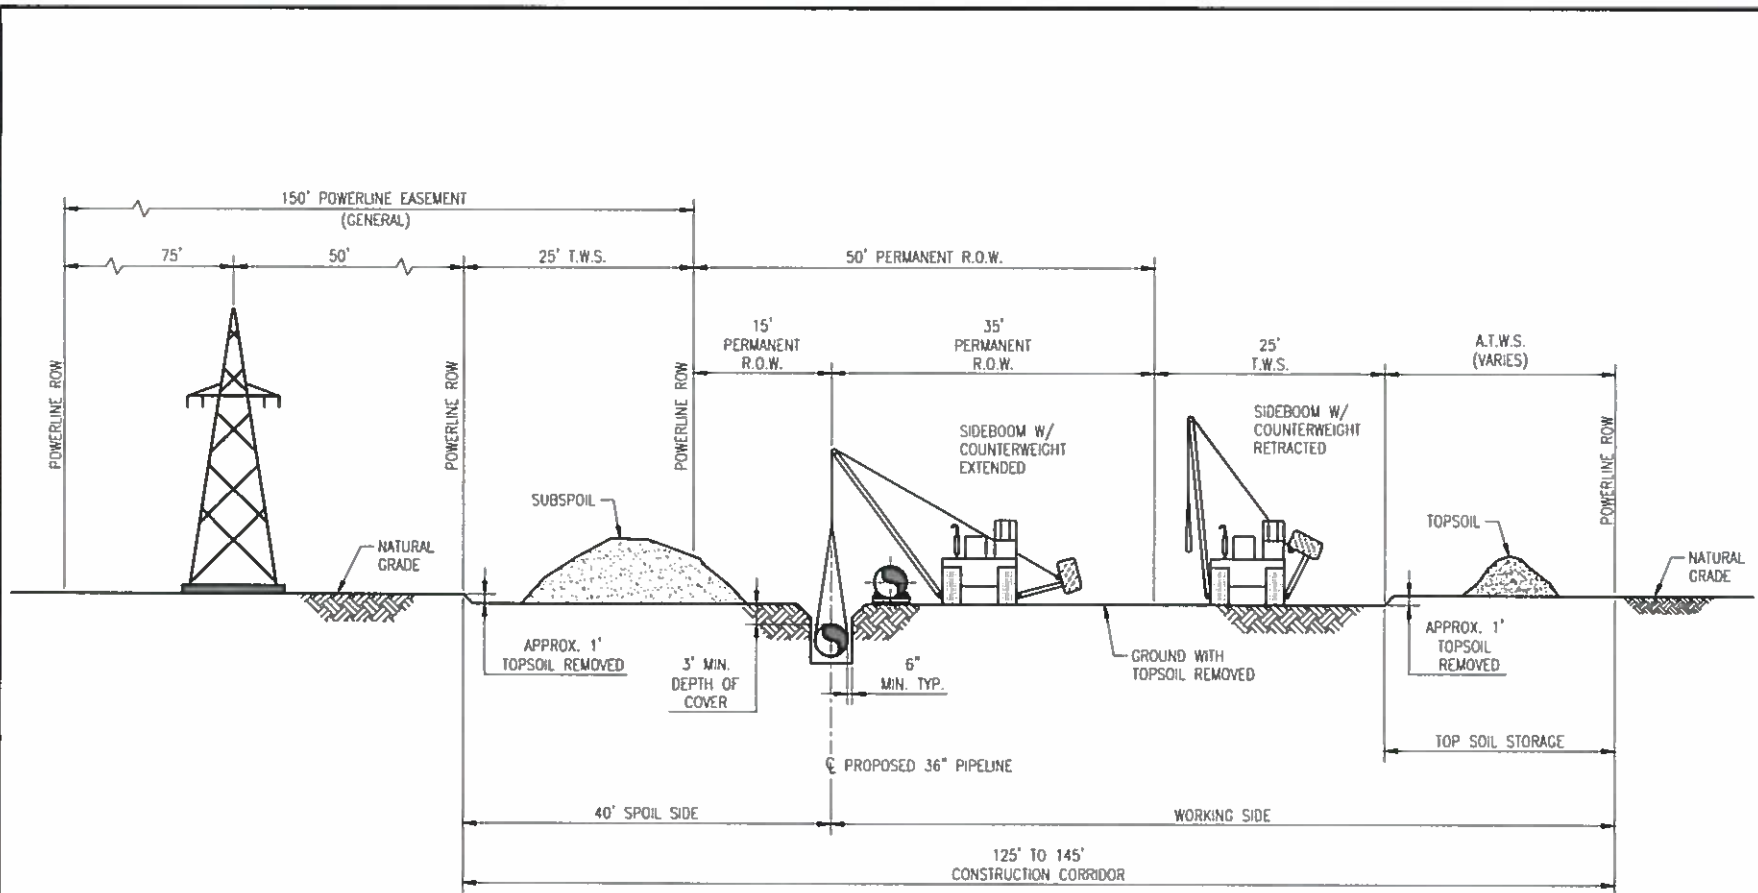 150' POWERLINE EASEMENT
(GENERAL)
75'
50'
25' T.W.S.
50' PERMANENT R.O.W.
15'
PERMANENT
R.O.W.
35'
PERMANENT
R.O.W.
25'
T.W.S.
A.T.W.S.
(VARIES)
POWERLINE ROW
POWERLINE ROW
POWERLINE ROW
POWERLINE ROW
SIDEBOOM W/
COUNTERWEIGHT
EXTENDED
SIDEBOOM W/
COUNTERWEIGHT
RETRACTED
SUBSPOIL
TOPSOIL
NATURAL
GRADE
NATURAL
GRADE
APPROX. 1'
TOPSOIL REMOVED
3' MIN.
DEPTH OF
COVER
6"
MIN. TYP.
GROUND WITH
TOPSOIL REMOVED
APPROX. 1'
TOPSOIL
REMOVED
TOP SOIL STORAGE
℄ PROPOSED 36" PIPELINE
40' SPOIL SIDE
WORKING SIDE
125' TO 145'
CONSTRUCTION CORRIDOR